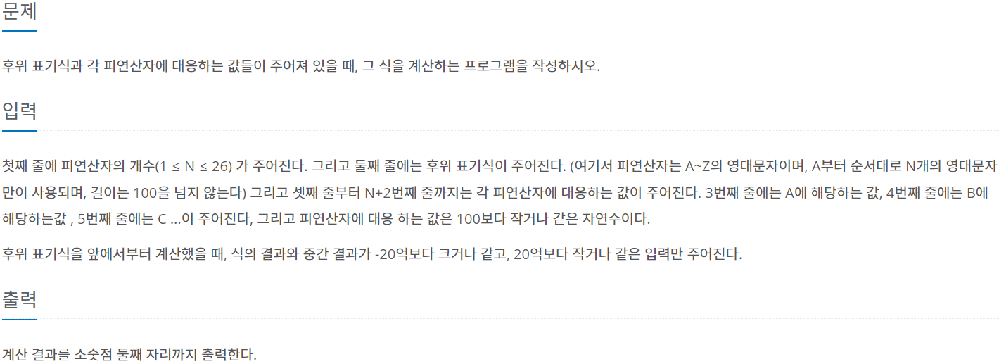 문제
후위 표기식과 각 피연산자에 대응하는 값들이 주어져 있을 때, 그 식을 계산하는 프로그램을 작성하시오.
입력
첫째 줄에 피연산자의 개수(1 ≤ N ≤ 26) 가 주어진다. 그리고 둘째 줄에는 후위 표기식이 주어진다. (여기서 피연산자는 A~Z의 영대문자이며, A부터 순서대로 N개의 영대문자
만이 사용되며, 길이는 100을 넘지 않는다) 그리고 셋째 줄부터 N+2번째 줄까지는 각 피연산자에 대응하는 값이 주어진다. 3번째 줄에는 A에 해당하는 값, 4번째 줄에는 B에
해당하는값 , 5번째 줄에는 C ...이 주어진다, 그리고 피연산자에 대응 하는 값은 100보다 작거나 같은 자연수이다.
후위 표기식을 앞에서부터 계산했을 때, 식의 결과와 중간 결과가 -20억보다 크거나 같고, 20억보다 작거나 같은 입력만 주어진다.
출력
계산 결과를 소숫점 둘째 자리까지 출력한다.